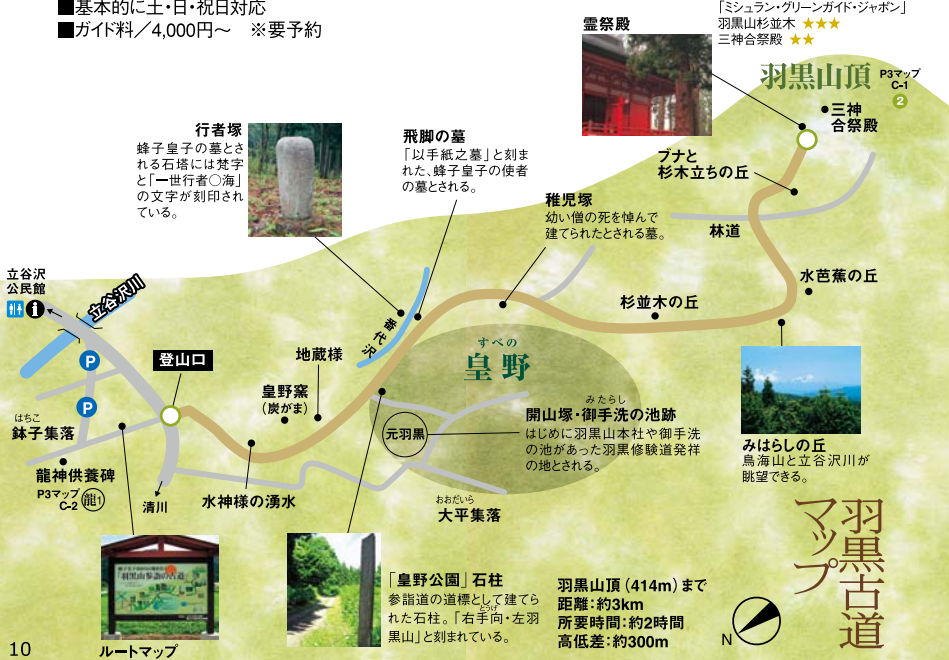 ■基本的に土・日・祝日対応
■ガイド料／4,000円～　※要予約
霊祭殿
「ミシュラン・グリーンガイド・ジャポン」
羽黒山杉並木 ★★★
三神合祭殿 ★★
羽黒山頂
P3マップ
C-1
2
三神
合祭殿
行者塚
蜂子皇子の墓とさ
れる石塔には梵字
と「一世行者〇海」
の文字が刻印され
ている。
飛脚の墓
「以手紙之墓」と刻ま
れた、蜂子皇子の使者
の墓とされる。
稚児塚
幼い僧の死を悼んで
建てられたとされる墓。
ブナと
杉木立ちの丘
林道
水芭蕉の丘
杉並木の丘
立谷沢
公民館
立谷沢川
P
P
登山口
番代沢
地蔵様
皇野窯
（炭がま）
すべの
皇野
元羽黒
みたらし
開山塚・御手洗の池跡
はじめに羽黒山本社や御手洗
の池があった羽黒修験道発祥
の地とされる。
みはらしの丘
鳥海山と立谷沢川が
眺望できる。
はちこ
鉢子集落
龍神供養碑
P3マップ
C-2
龍1
清川
水神様の湧水
おおだいら
大平集落
ルートマップ
「皇野公園」石柱
参詣道の道標として建てら
れた石柱。「右手向・左羽
とうげ
黒山」と刻まれている。
羽黒山頂（414m）まで
距離：約3km
所要時間：約2時間
高低差：約300m
N
羽黒古道
マップ
10